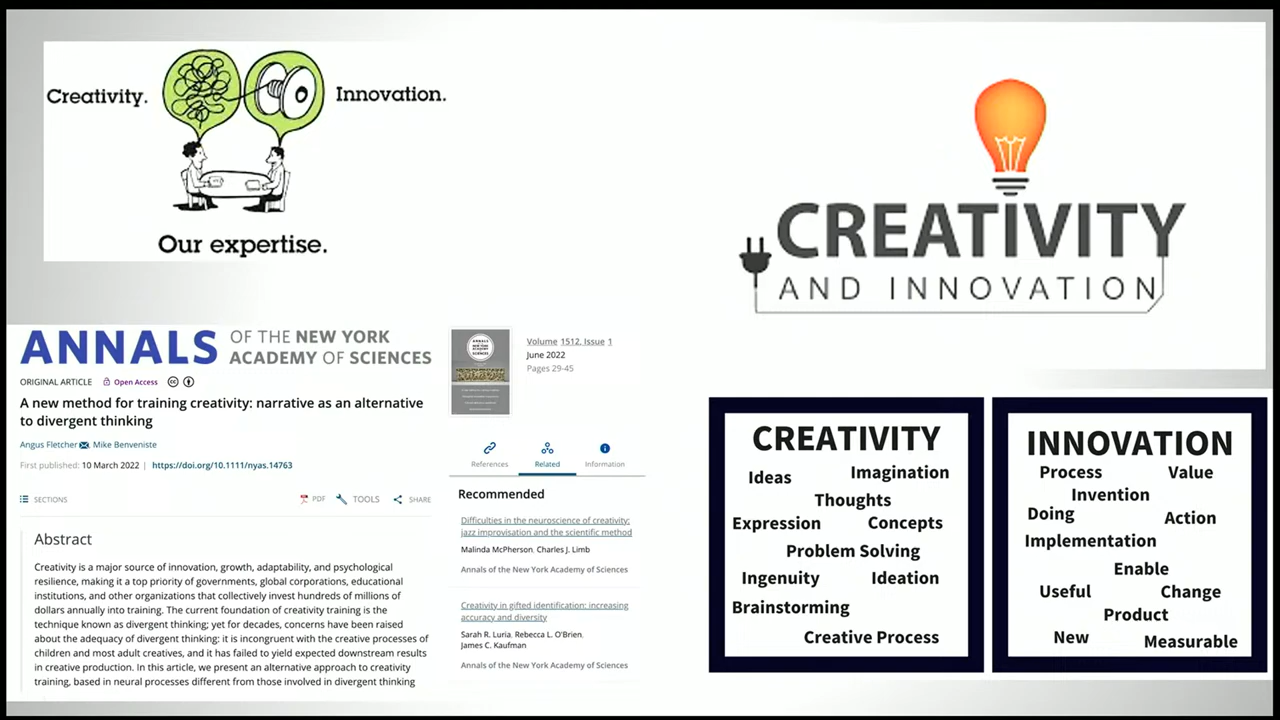 Creativity.
Innovation.
Our expertise.
CREATIVITY
AND INNOVATION
ANNALS
OF THE NEW YORK
ACADEMY OF SCIENCES
ORIGINAL ARTICLE Open Access
A new method for training creativity: narrative as an alternative
to divergent thinking
Angus Fletcher, Mike Benveniste
First published: 10 March 2022 | https://doi.org/10.1111/nyas.14763
SECTIONS PDF TOOLS SHARE
Abstract
Creativity is a major source of innovation, growth, adaptability, and psychological
resilience, making it a top priority of governments, global corporations, educational
institutions, and other organizations that collectively invest hundreds of millions of
dollars annually into training. The current foundation of creativity training is the
technique known as divergent thinking; yet for decades, concerns have been raised
about the adequacy of divergent thinking: it is incongruent with the creative processes of
children and most adult creatives, and it has failed to yield expected downstream results
in creative production. In this article, we present an alternative approach to creativity
training, based in neural processes different from those involved in divergent thinking
Volume 1512, Issue 1
June 2022
Pages 29-45
References Related Information
Recommended
Difficulties in the neuroscience of creativity:
jazz improvisation and the scientific method
Malinda McPherson, Charles J. Limb
Annals of the New York Academy of Sciences
Creativity in gifted identification: increasing
accuracy and diversity
Sarah R. Luria, Rebecca L. O'Brien,
James C. Kaufman
Annals of the New York Academy of Sciences
CREATIVITY
Ideas Imagination
Thoughts
Expression Concepts
Problem Solving
Ingenuity Ideation
Brainstorming
Creative Process
INNOVATION
Process Value
Invention
Doing Action
Implementation
Enable
Useful Change
Product
New Measurable